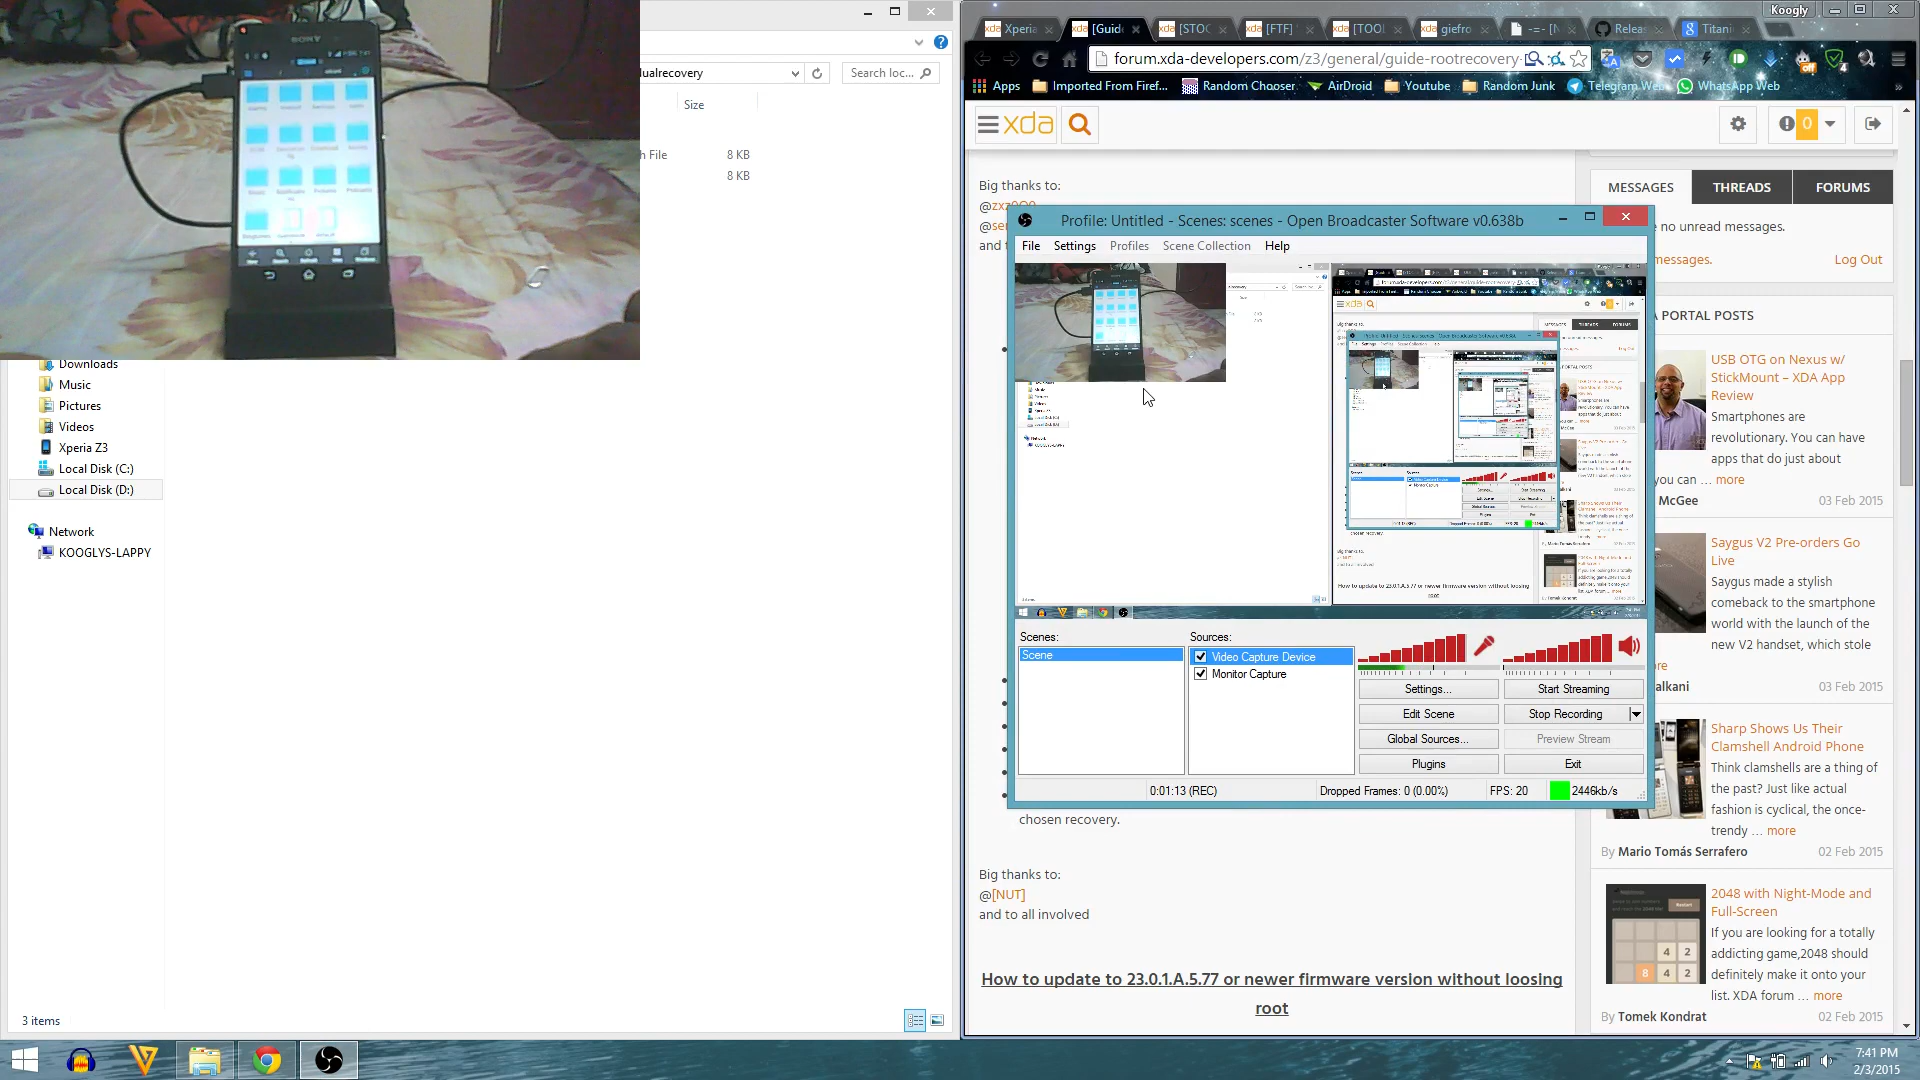 SONY
ualrecovery
Search loc...
Size
h File
8 KB
8 KB
Downloads
Music
Pictures
Videos
Xperia Z3
Local Disk (C:)
Local Disk (D:)
Network
KOOGLYS-LAPPY
3 items
Koogly
Xperia
[Guid
[STOC
[FTF]
[TOOL
giefro
-=- [N
Releas
Titani
forum.xda-developers.com/z3/general/guide-rootrecovery-
Apps
Imported From Firef...
Random Chooser
AirDroid
Youtube
Random Junk
Telegram Web
WhatsApp Web
xda
0
Big thanks to:
and t
MESSAGES
THREADS
FORUMS
no unread messages.
messages.
Log Out
A PORTAL POSTS
USB OTG on Nexus w/
StickMount – XDA App
Review
Smartphones are
revolutionary. You can have
apps that do just about
you can … more
McGee
03 Feb 2015
Saygus V2 Pre-orders Go
Live
Saygus made a stylish
comeback to the smartphone
world with the launch of the
new V2 handset, which stole
re
alkani
03 Feb 2015
Sharp Shows Us Their
Clamshell Android Phone
Think clamshells are a thing of
the past? Just like actual
fashion is cyclical, the once-
trendy … more
By Mario Tomás Serrafero
02 Feb 2015
2048 with Night-Mode and
Full-Screen
If you are looking for a totally
addicting game,2048 should
definitely make it onto your
list. XDA forum … more
By Tomek Kondrat
02 Feb 2015
Profile: Untitled - Scenes: scenes - Open Broadcaster Software v0.638b
File
Settings
Profiles
Scene Collection
Help
Scenes:
Scene
Sources:
Video Capture Device
Monitor Capture
Settings...
Start Streaming
Edit Scene
Stop Recording
Global Sources...
Preview Stream
Plugins
Exit
0:01:13 (REC)
Dropped Frames: 0 (0.00%)
FPS: 20
2446kb/s
chosen recovery.
Big thanks to:
@[NUT]
and to all involved
How to update to 23.0.1.A.5.77 or newer firmware version without loosing
root
7:41 PM
2/3/2015